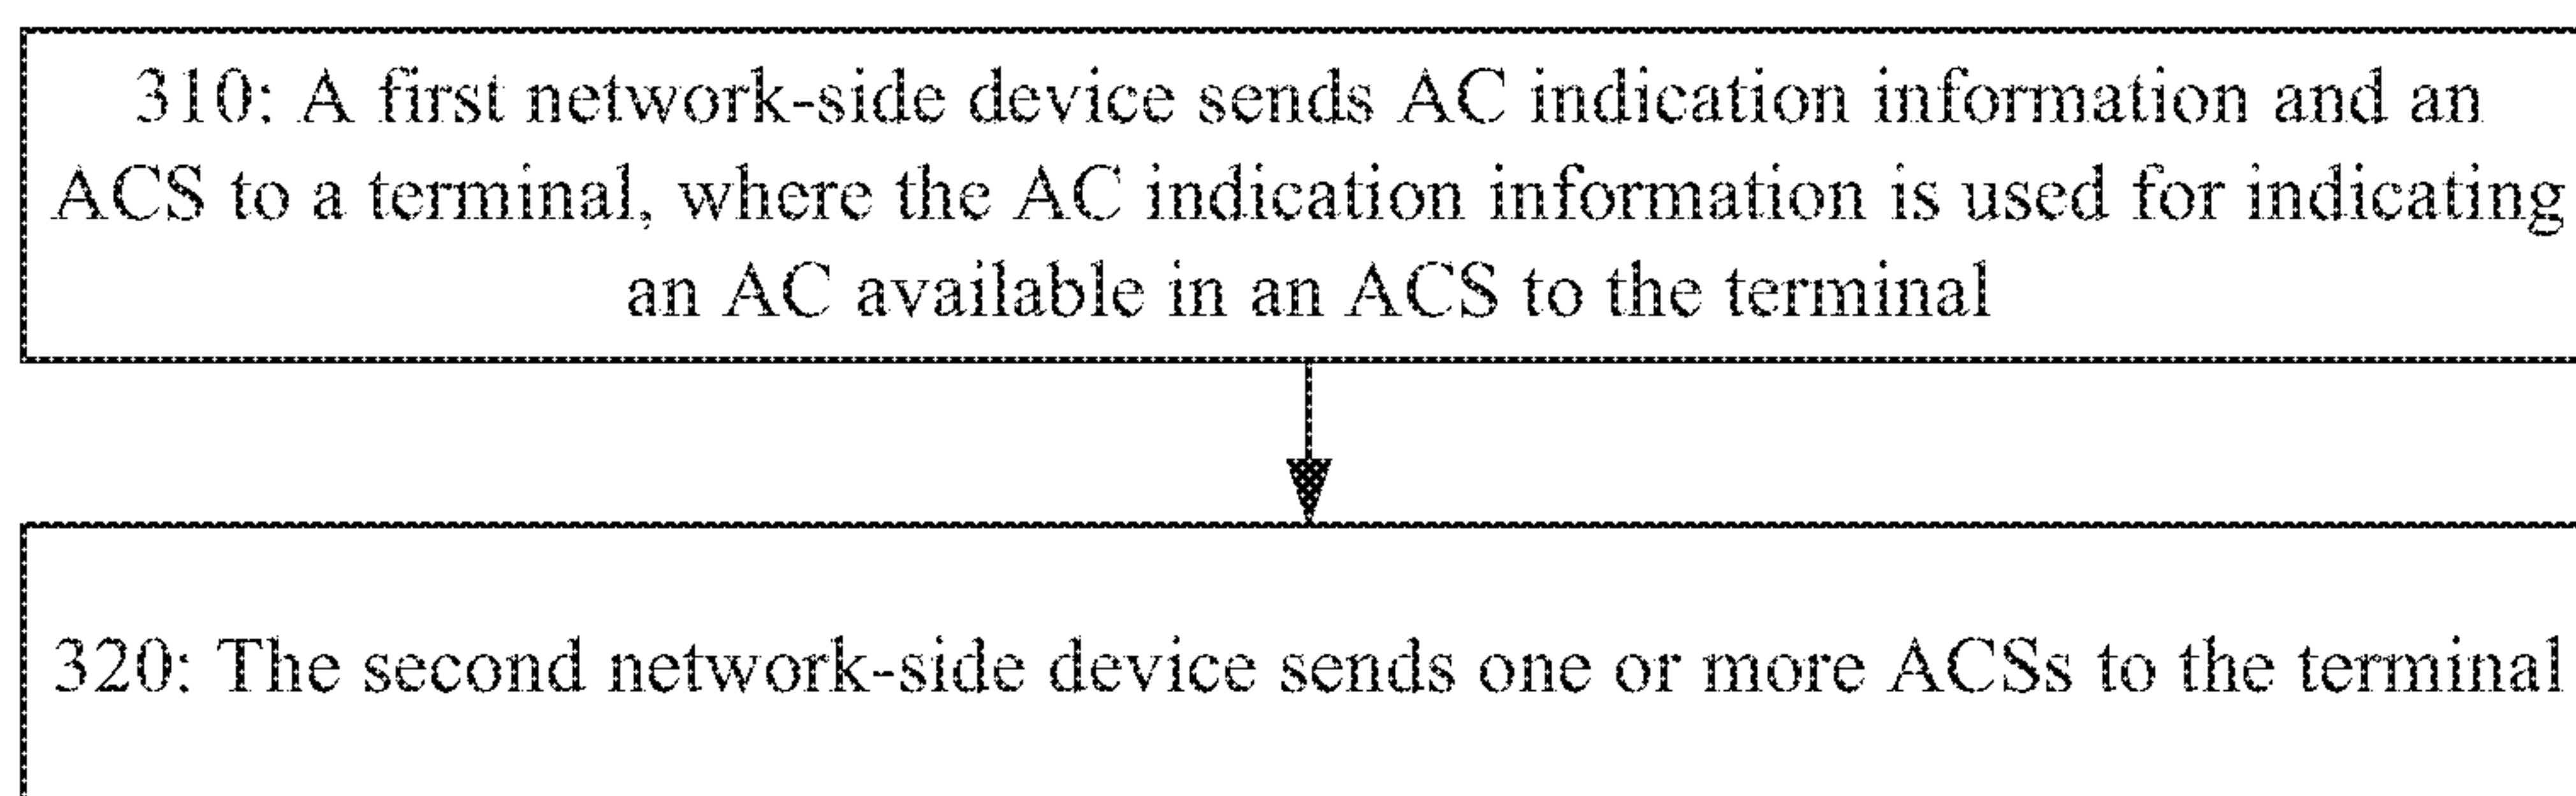 310: A first network-side device sends AC indication information and an
ACS to a terminal, where the AC indication information is used for indicating
an AC available in an ACS to the terminal
320: The second network-side device sends one or more ACSs to the terminal